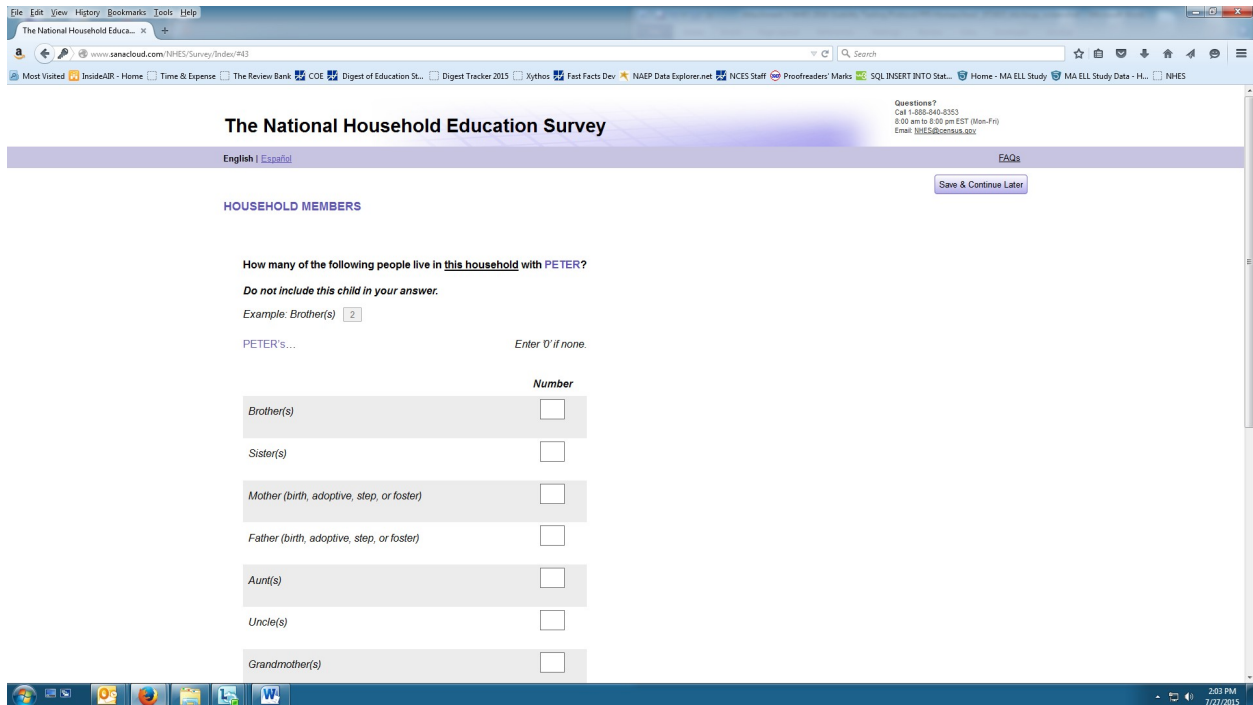 File Edit View History Bookmarks Tools Help
The National Household Educa... × +
www.sanacloud.com/NHES/Survey/Index/#43 Search
Most Visited InsideAIR - Home Time & Expense The Review Bank COE Digest of Education St... Digest Tracker 2015 Xythos Fast Facts Dev NAEP Data Explorer.net NCES Staff Proofreaders' Marks SQL INSERT INTO Stat... Home - MA ELL Study MA ELL Study Data - H... NHES
Questions?
Call 1-888-840-8353
8:00 am to 8:00 pm EST (Mon-Fri)
Email: NHES@census.gov
The National Household Education Survey
English | Español FAQs
Save & Continue Later
HOUSEHOLD MEMBERS
How many of the following people live in this household with PETER?
Do not include this child in your answer.
Example: Brother(s) 2
PETER's... Enter '0' if none.
Number
Brother(s)
Sister(s)
Mother (birth, adoptive, step, or foster)
Father (birth, adoptive, step, or foster)
Aunt(s)
Uncle(s)
Grandmother(s)
2:03 PM
7/27/2015